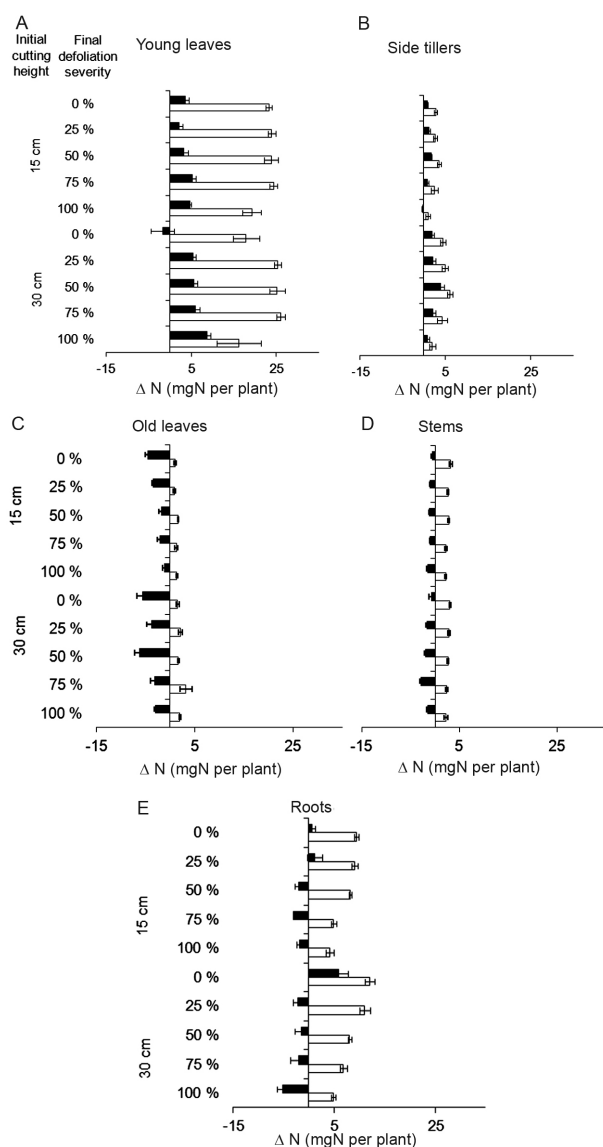 A
B
Initial cutting height
Final defoliation severity
Young leaves
Side tillers
15 cm
0 %
25 %
50 %
75 %
100 %
30 cm
0 %
25 %
50 %
75 %
100 %
-15 5 25
-15 5 25
Δ N (mgN per plant)
Δ N (mgN per plant)
C
Old leaves
D
Stems
15 cm
0 %
25 %
50 %
75 %
100 %
30 cm
0 %
25 %
50 %
75 %
100 %
-15 5 25
-15 5 25
Δ N (mgN per plant)
Δ N (mgN per plant)
E
Roots
15 cm
0 %
25 %
50 %
75 %
100 %
30 cm
0 %
25 %
50 %
75 %
100 %
-15 5 25
Δ N (mgN per plant)